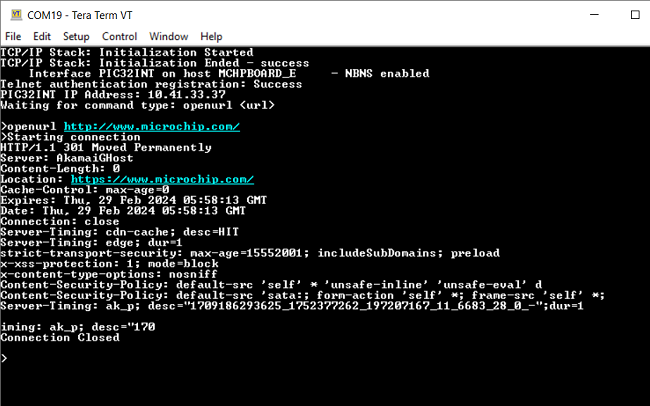 COM19 - Tera Term VT
File Edit Setup Control Window Help
TCP/IP Stack: Initialization Started
TCP/IP Stack: Initialization Ended - success
    Interface PIC32INT on host MCHPBOARD_E     - NBNS enabled
Telnet authentication registration: Success
PIC32INT IP Address: 10.41.33.37
Waiting for command type: openurl <url>
>openurl http://www.microchip.com/
>Starting connection
HTTP/1.1 301 Moved Permanently
Server: AkamaiGHost
Content-Length: 0
Location: https://www.microchip.com/
Cache-Control: max-age=0
Expires: Thu, 29 Feb 2024 05:58:13 GMT
Date: Thu, 29 Feb 2024 05:58:13 GMT
Connection: close
Server-Timing: cdn-cache; desc=HIT
Server-Timing: edge; dur=1
strict-transport-security: max-age=15552001; includeSubDomains; preload
x-xss-protection: 1; mode=block
x-content-type-options: nosniff
Content-Security-Policy: default-src 'self' * 'unsafe-inline' 'unsafe-eval' d
Content-Security-Policy: default-src 'sata:; form-action 'self' *; frame-src 'self' *;
Server-Timing: ak_p; desc="1709186293625_1752377262_197207167_11_6683_28_0_-";dur=1
iming: ak_p; desc="170
Connection Closed
>